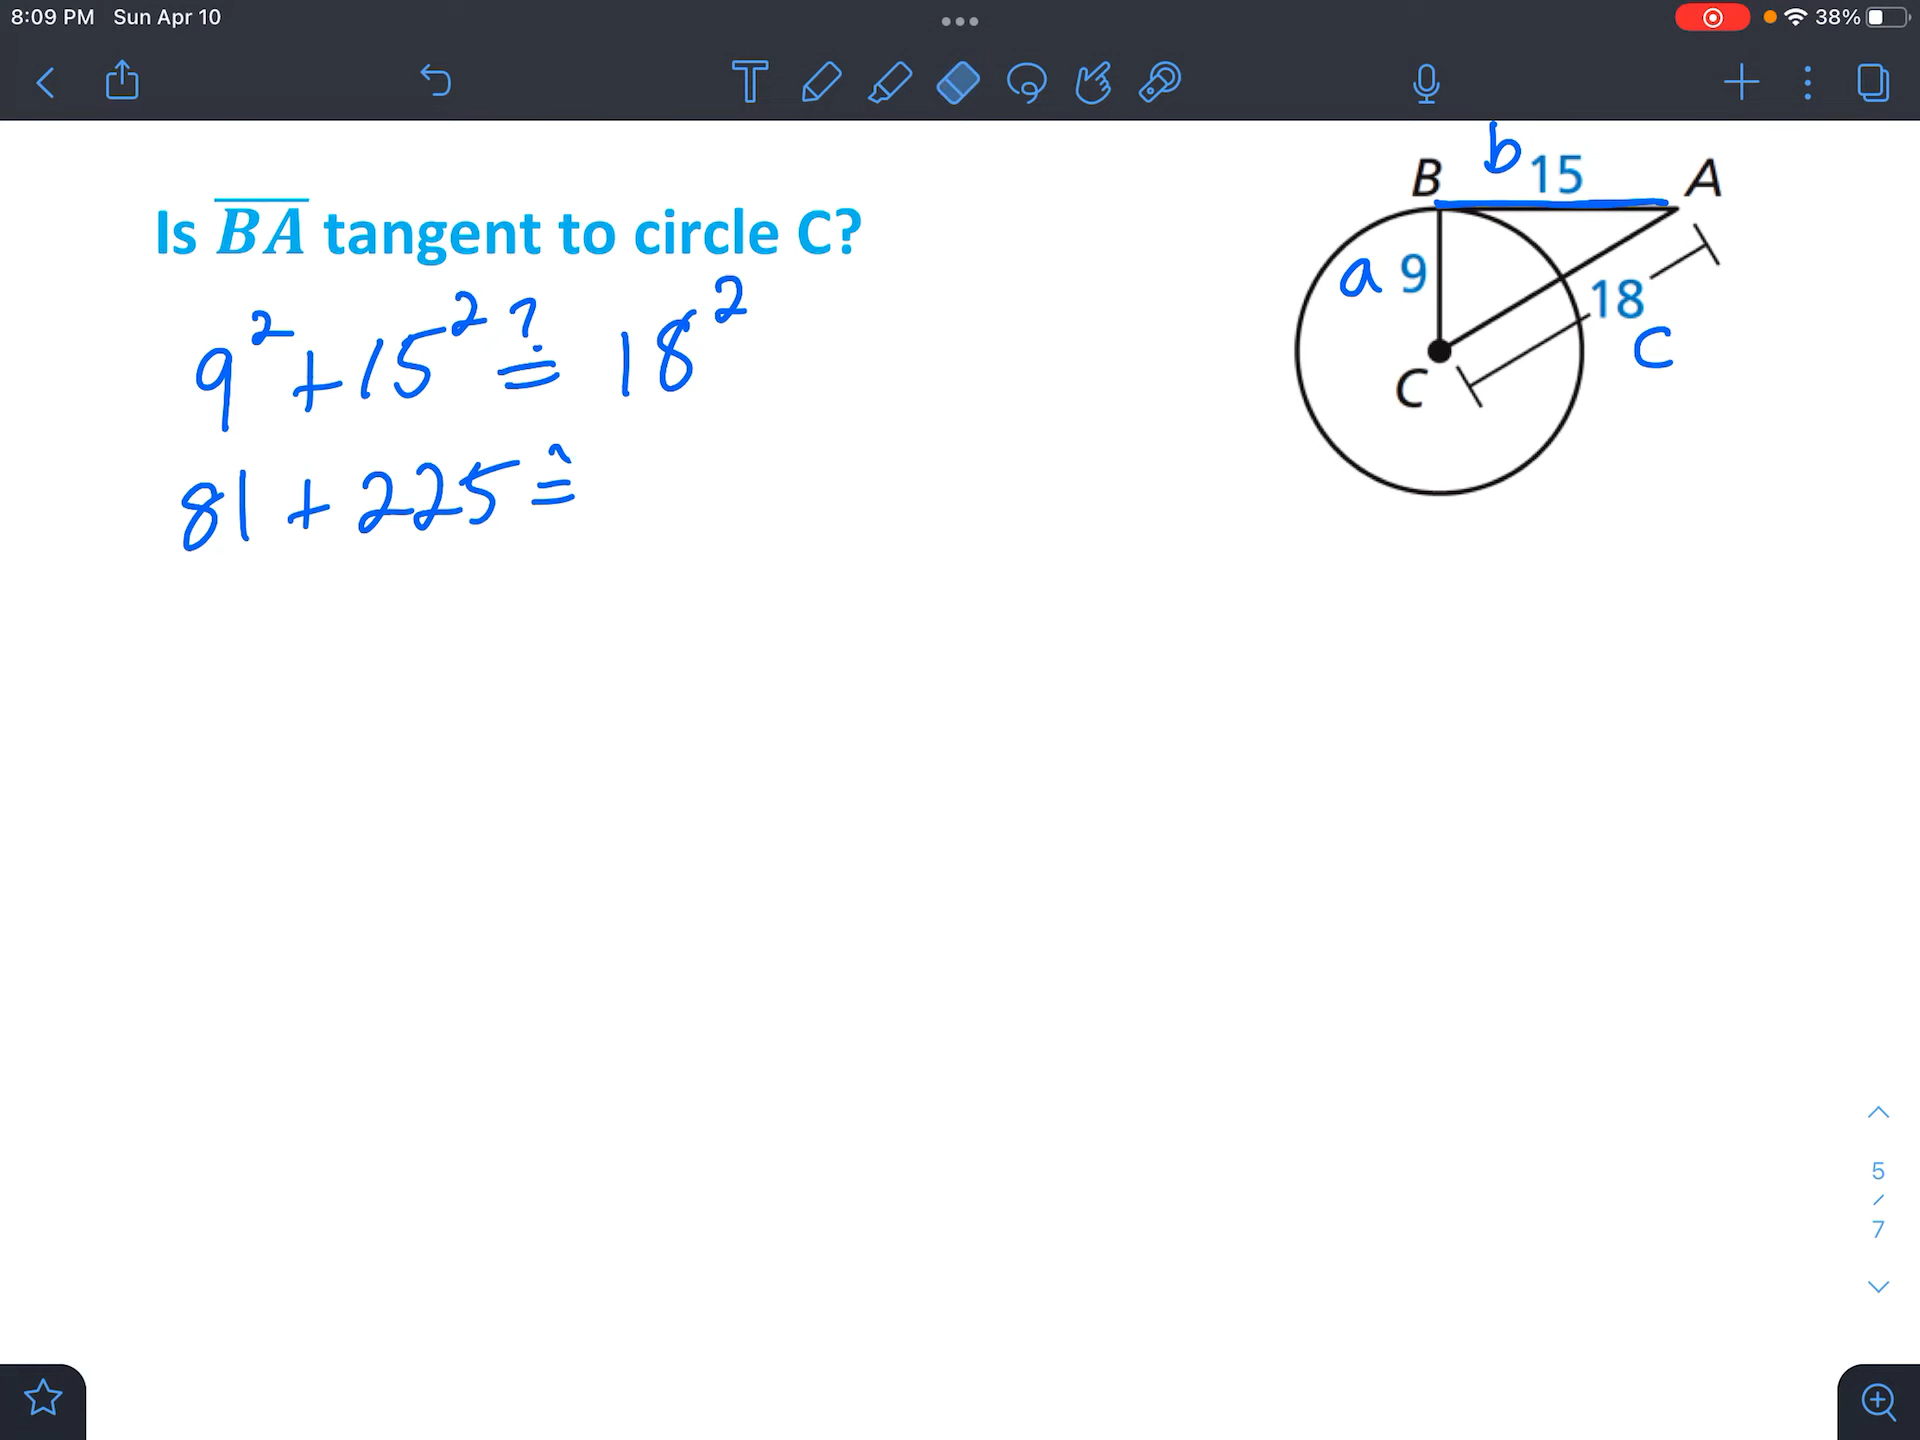 8:09 PM Sun Apr 10
38%
Is BA tangent to circle C?
9² + 15² ≟ 18²
81 + 225 =
b
B 15 A
a 9
18
c
C
5
/
7